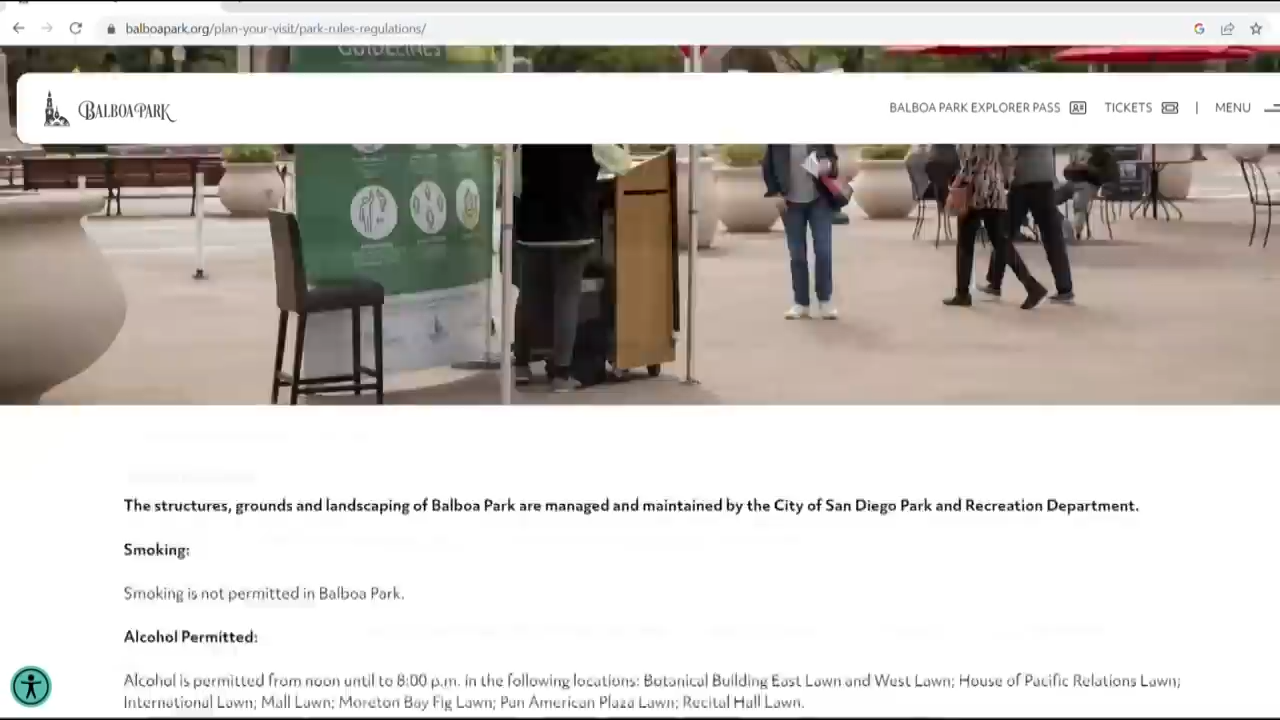 balboapark.org/plan-your-visit/park-rules-regulations/
GUIDELINES
BALBOA PARK
BALBOA PARK EXPLORER PASS
TICKETS
|
MENU
The structures, grounds and landscaping of Balboa Park are managed and maintained by the City of San Diego Park and Recreation Department.
Smoking:
Smoking is not permitted in Balboa Park.
Alcohol Permitted:
Alcohol is permitted from noon until to 8:00 p.m. in the following locations: Botanical Building East Lawn and West Lawn; House of Pacific Relations Lawn;
International Lawn; Mall Lawn; Moreton Bay Fig Lawn; Pan American Plaza Lawn; Recital Hall Lawn.